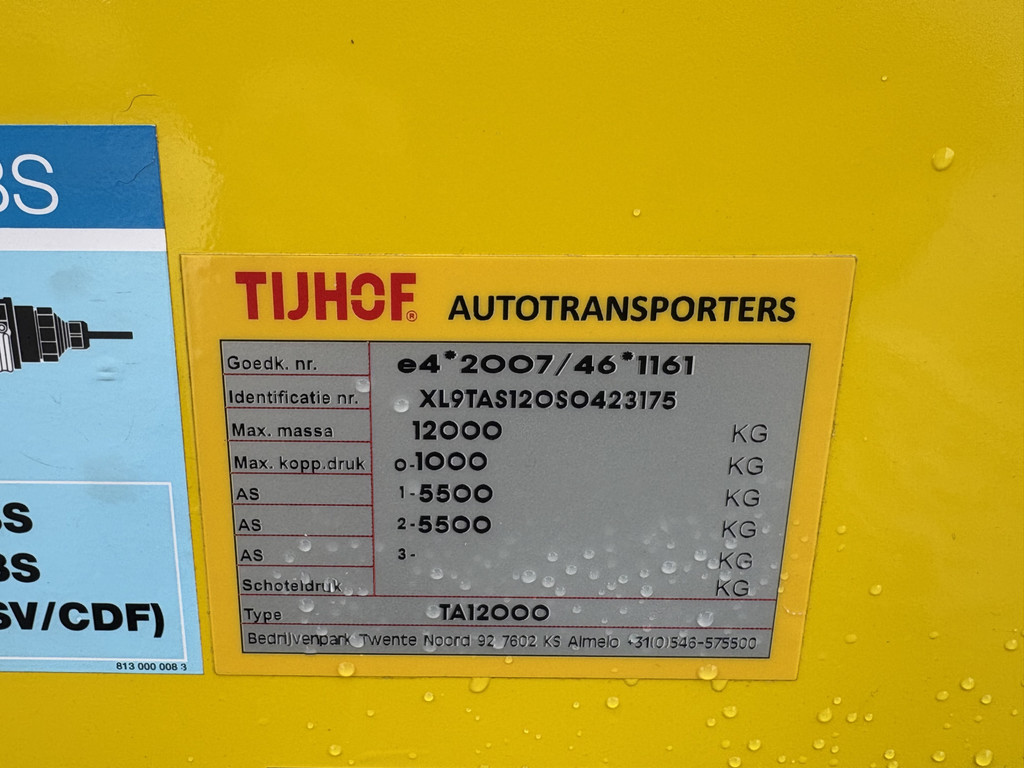 BS
TIJHOF® AUTOTRANSPORTERS
Goedk. nr. e4*2007/46*1161
Identificatie nr. XL9TAS120S0423175
Max. massa 12000 KG
Max. kopp.druk 0-1000 KG
AS 1-5500 KG
AS 2-5500 KG
AS 3- KG
Schoteldruk KG
Type TA12000
Bedrijvenpark Twente Noord 92 7602 KS Almelo +31(0)546-575500
BS
BS
SV/CDF)
813 000 008 3